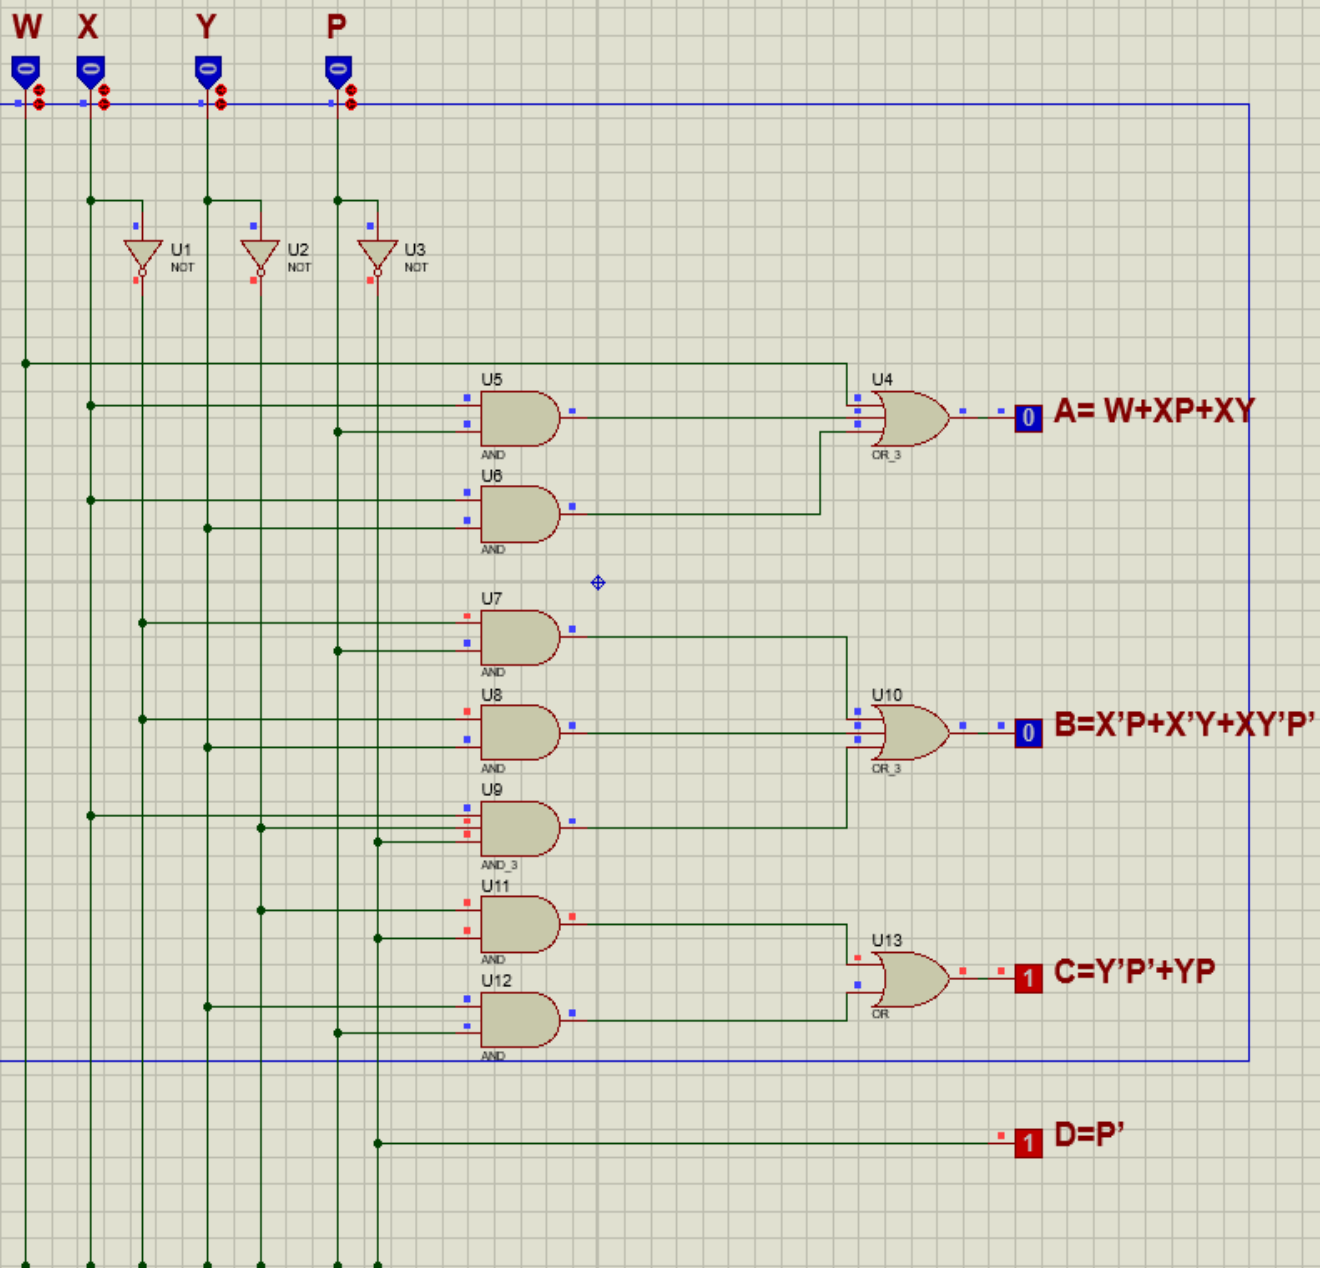 W X Y P
0 0 0 0
U1 U2 U3
NOT NOT NOT
U5
AND
U4
OR_3
0 A= W+XP+XY
U6
AND
U7
AND
U8
AND
U10
OR_3
0 B=X’P+X’Y+XY’P’
U9
AND_3
U11
AND
U13
OR
1 C=Y’P’+YP
U12
AND
1 D=P’